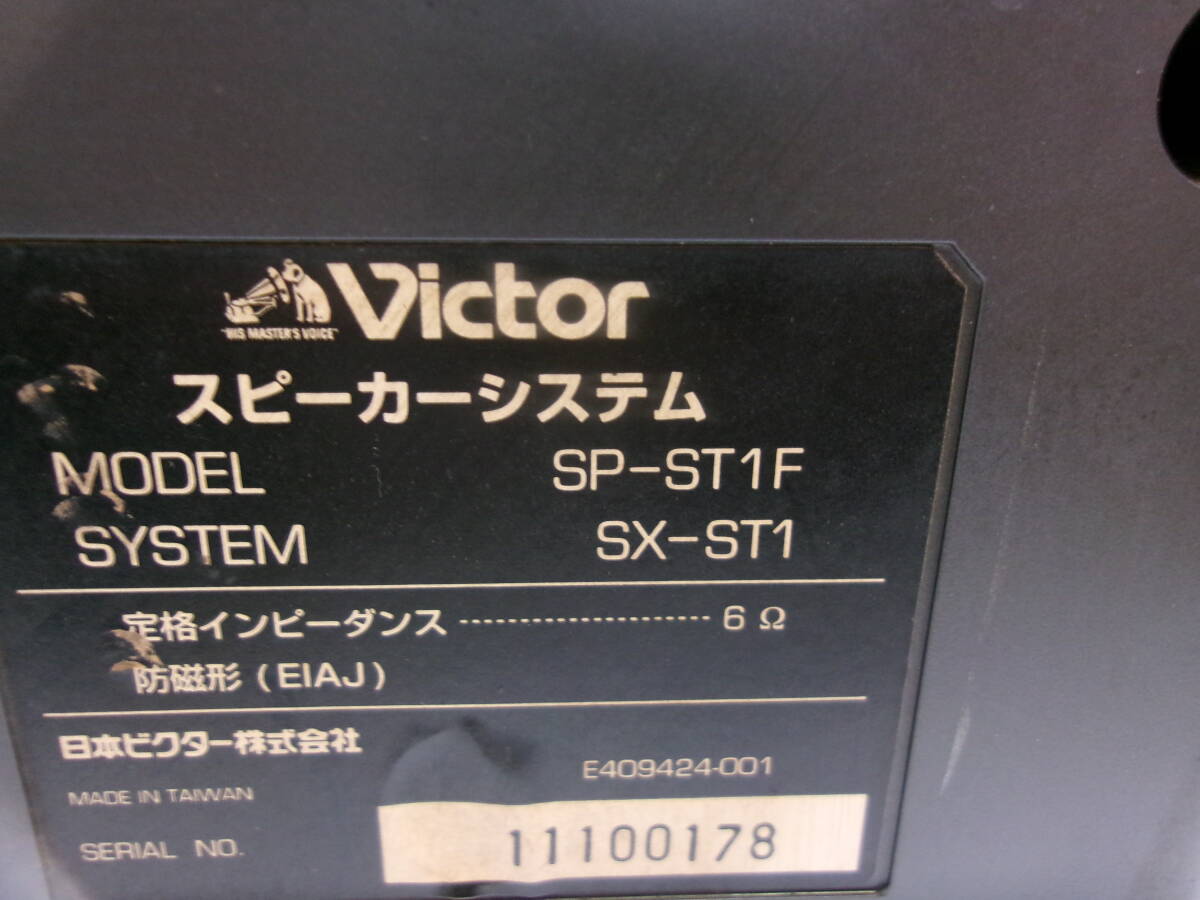 "HIS MASTER'S VOICE" Victor
スピーカーシステム
MODEL SP-ST1F
SYSTEM SX-ST1
定格インピーダンス ····················· 6 Ω
防磁形 (EIAJ)
日本ビクター株式会社
E409424-001
MADE IN TAIWAN
SERIAL NO. 11100178